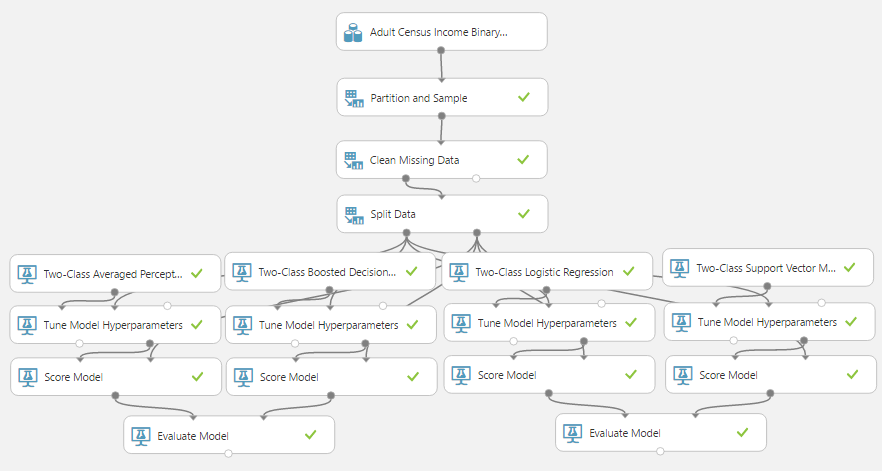 Adult Census Income Binary...
Partition and Sample
Clean Missing Data
Split Data
Two-Class Averaged Percept...
Two-Class Boosted Decision...
Two-Class Logistic Regression
Two-Class Support Vector M...
Tune Model Hyperparameters
Tune Model Hyperparameters
Tune Model Hyperparameters
Tune Model Hyperparameters
Score Model
Score Model
Score Model
Score Model
Evaluate Model
Evaluate Model